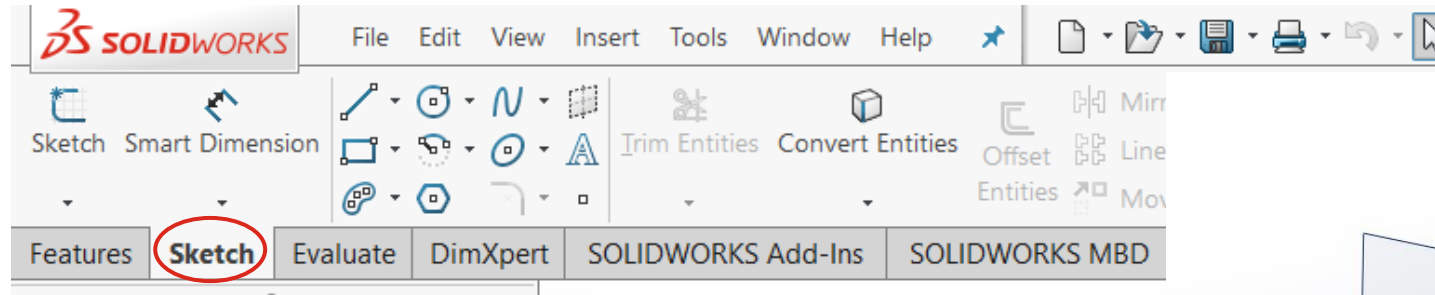 SOLIDWORKS File Edit View Insert Tools Window Help
Sketch Smart Dimension Trim Entities Convert Entities Offset Entities
Features Sketch Evaluate DimXpert SOLIDWORKS Add-Ins SOLIDWORKS MBD